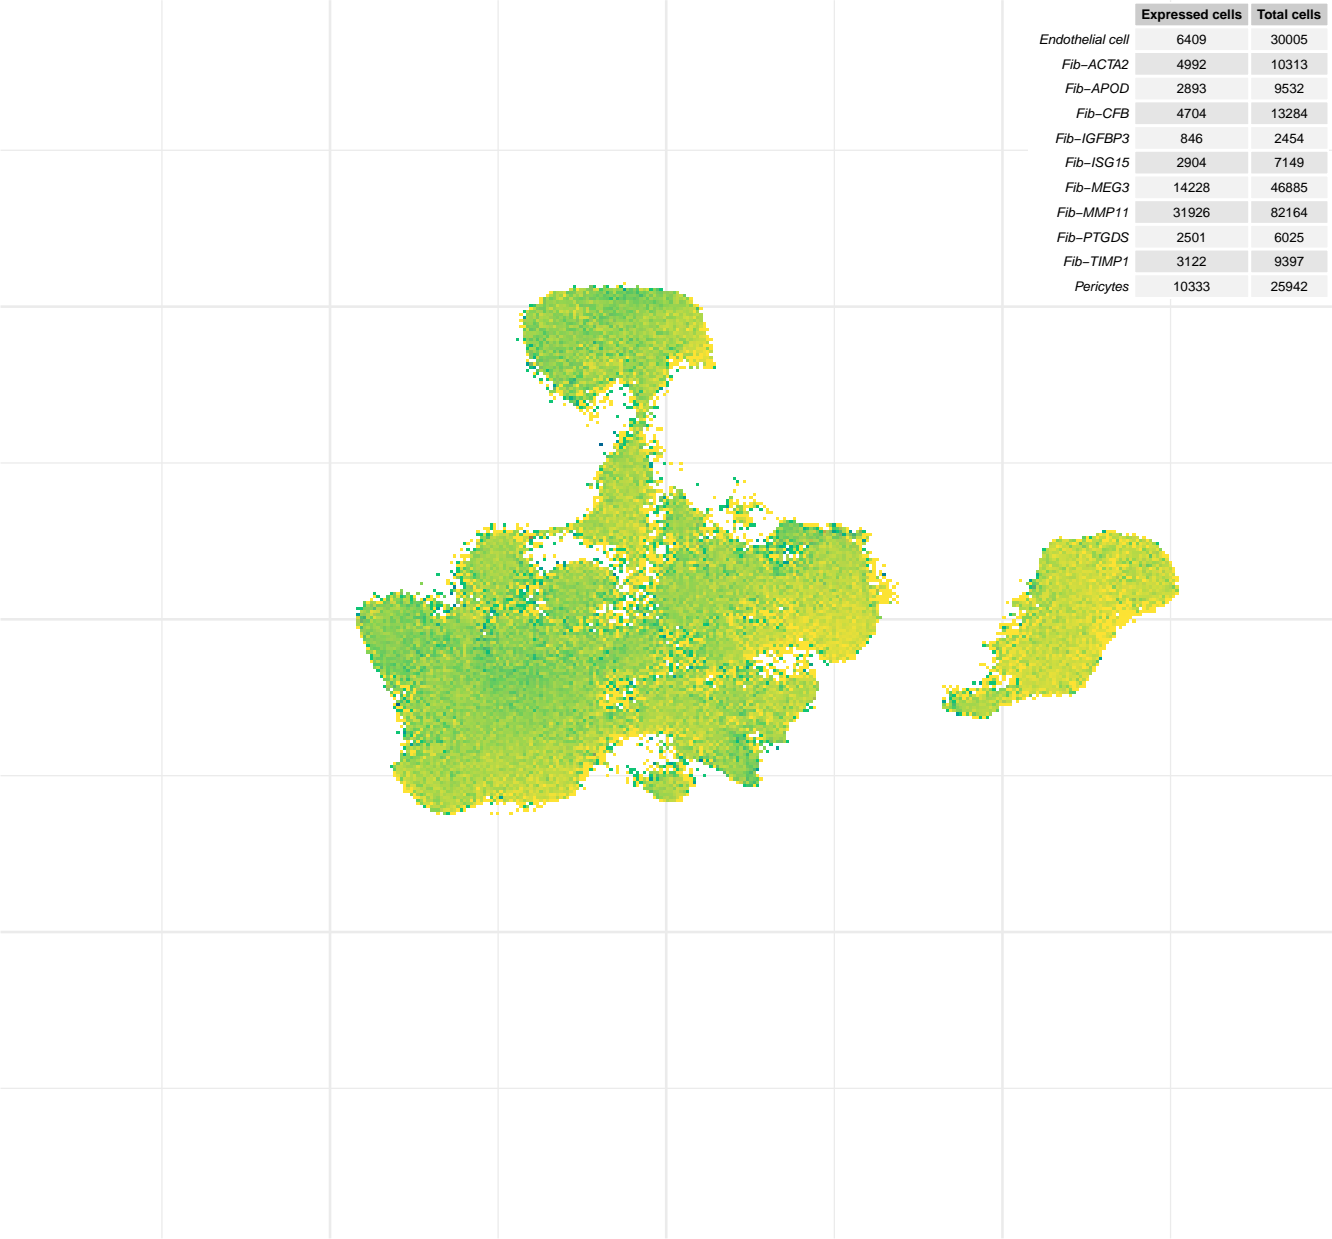 Expressed cells Total cells
Endothelial cell 6409 30005
Fib−ACTA2 4992 10313
Fib−APOD 2893 9532
Fib−CFB 4704 13284
Fib−IGFBP3 846 2454
Fib−ISG15 2904 7149
Fib−MEG3 14228 46885
Fib−MMP11 31926 82164
Fib−PTGDS 2501 6025
Fib−TIMP1 3122 9397
Pericytes 10333 25942